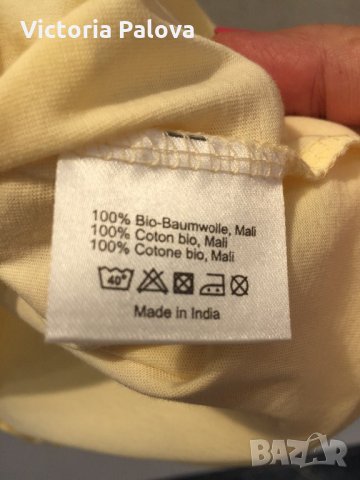 Victoria Palova
100% Bio-Baumwolle, Mali
100% Coton bio, Mali
100% Cotone bio, Mali
40°
Made in India
BAZAR